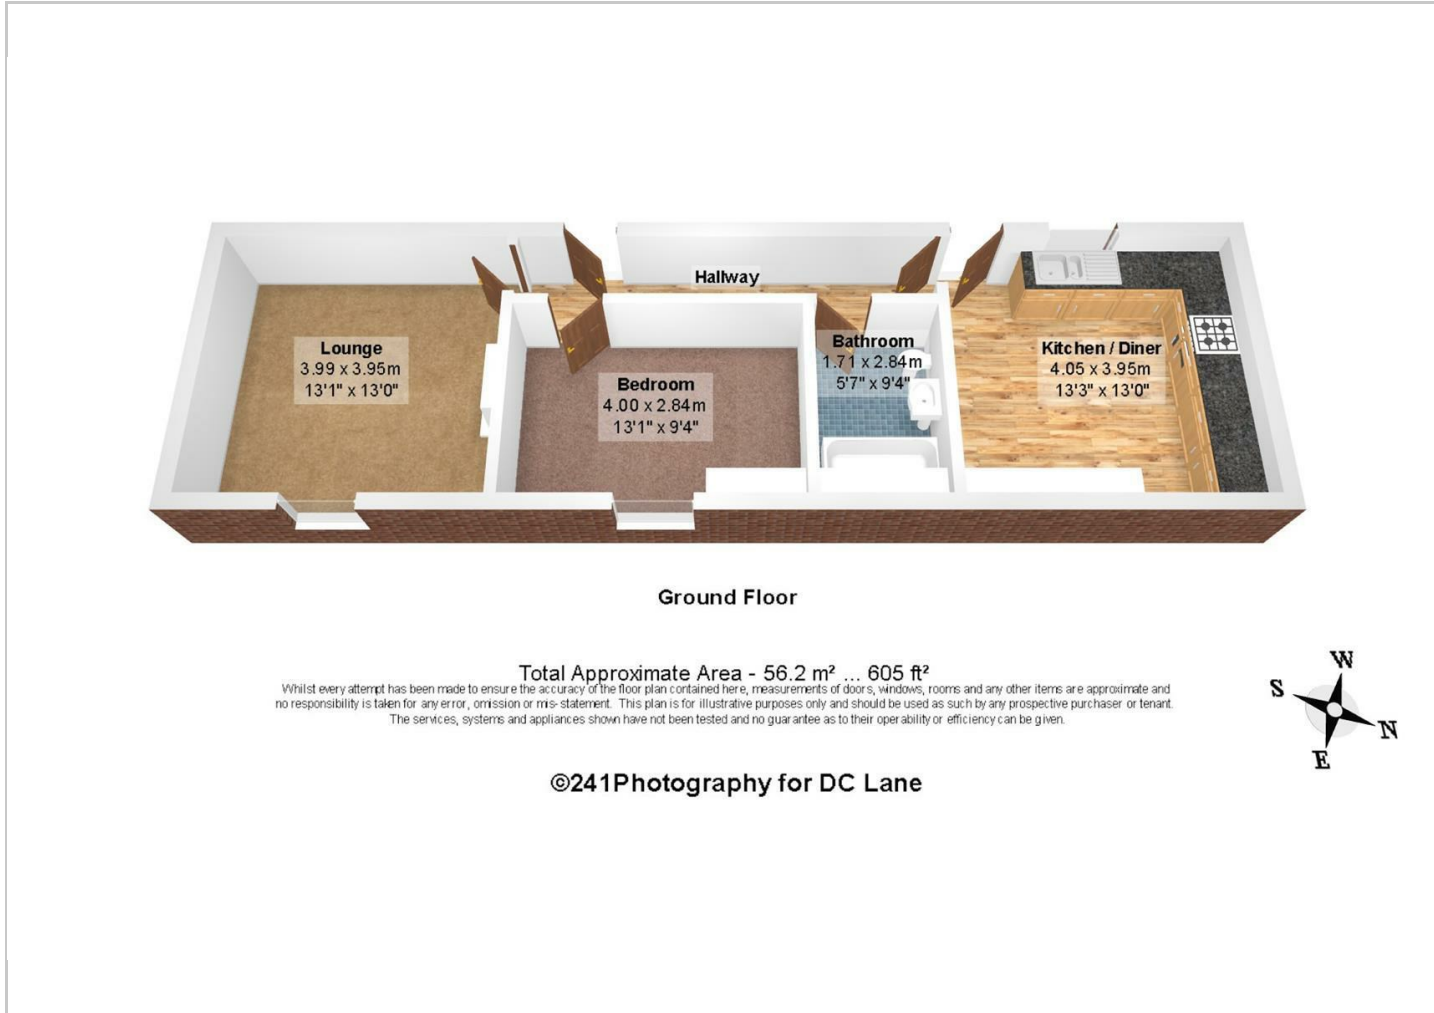 Hallway
Lounge
3.99 x 3.95m
13'1" x 13'0"
Bedroom
4.00 x 2.84m
13'1" x 9'4"
Bathroom
1.71 x 2.84m
5'7" x 9'4"
Kitchen / Diner
4.05 x 3.95m
13'3" x 13'0"
Ground Floor
Total Approximate Area - 56.2 m² ... 605 ft²
Whilst every attempt has been made to ensure the accuracy of the floor plan contained here, measurements of doors, windows, rooms and any other items are approximate and
no responsibility is taken for any error, omission or mis-statement. This plan is for illustrative purposes only and should be used as such by any prospective purchaser or tenant.
The services, systems and appliances shown have not been tested and no guarantee as to their operability or efficiency can be given.
W
S
N
E
©241Photography for DC Lane